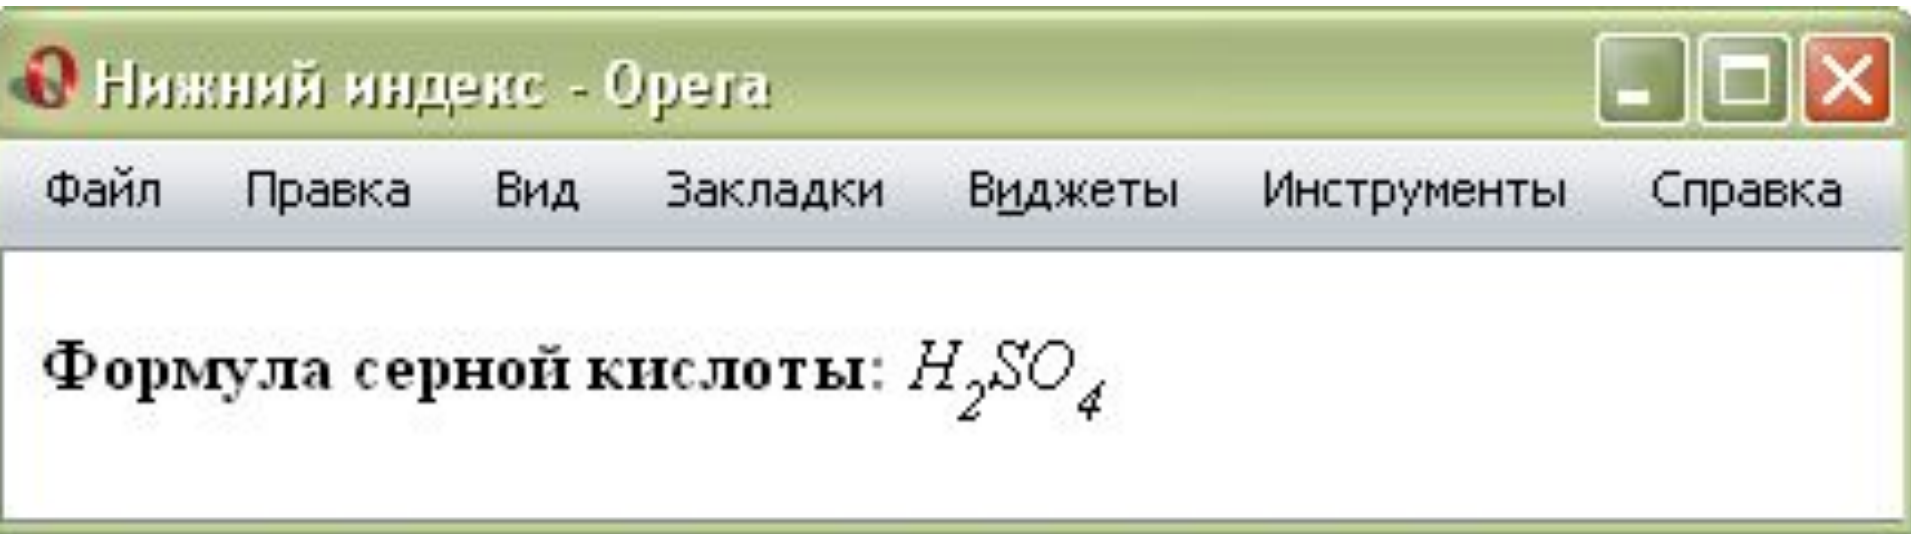 Нижний индекс - Opera
Файл Правка Вид Закладки Виджеты Инструменты Справка
Формула серной кислоты: H₂SO₄